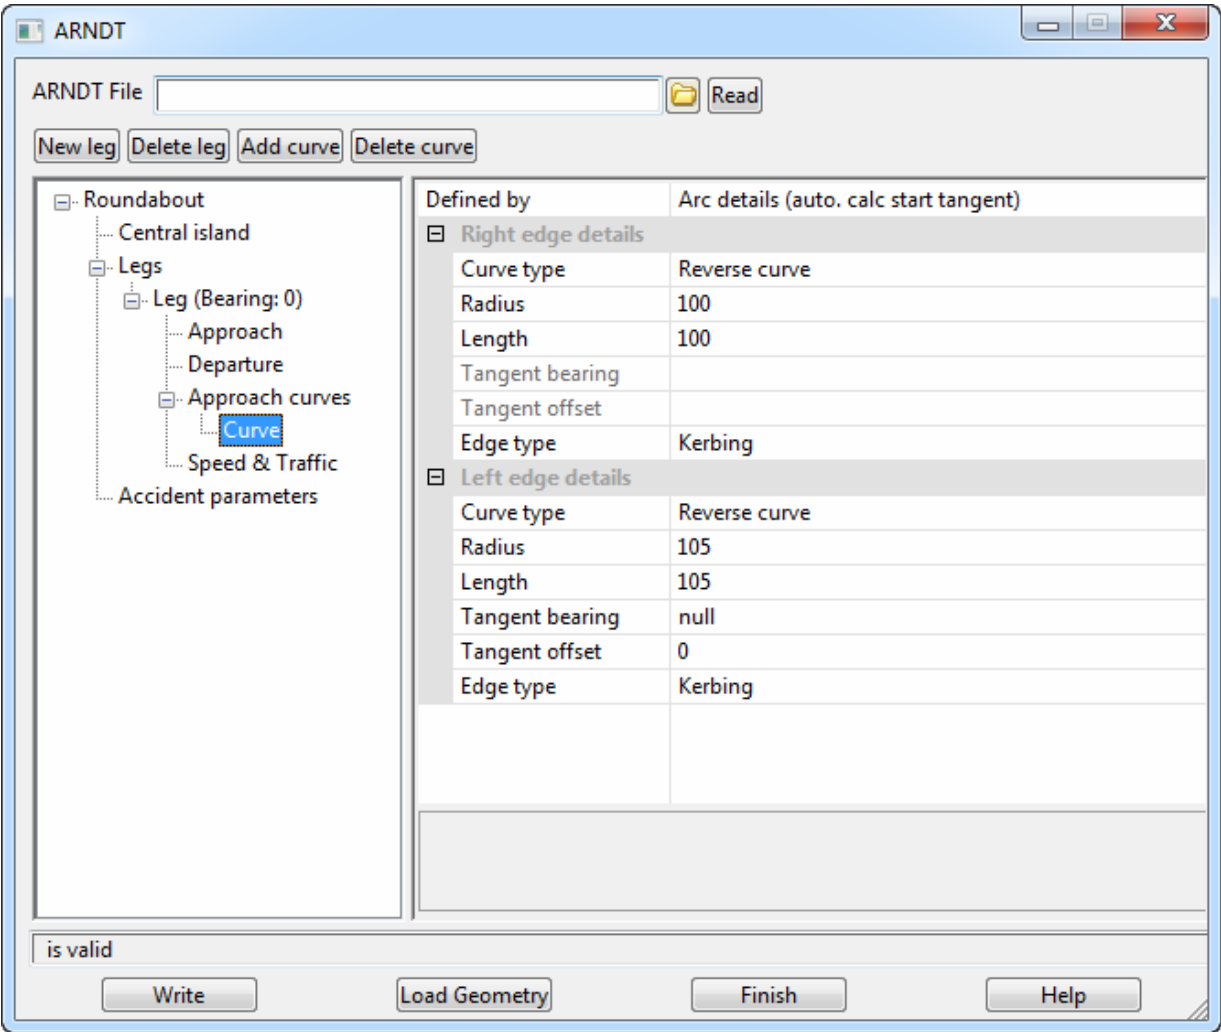 ARNDT
ARNDT File Read
New leg Delete leg Add curve Delete curve
Roundabout
Central island
Legs
Leg (Bearing: 0)
Approach
Departure
Approach curves
Curve
Speed & Traffic
Accident parameters
Defined by Arc details (auto. calc start tangent)
Right edge details
Curve type Reverse curve
Radius 100
Length 100
Tangent bearing
Tangent offset
Edge type Kerbing
Left edge details
Curve type Reverse curve
Radius 105
Length 105
Tangent bearing null
Tangent offset 0
Edge type Kerbing
is valid
Write Load Geometry Finish Help